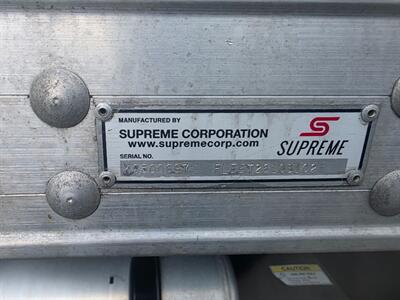 MANUFACTURED BY
SUPREME CORPORATION
www.supremecorp.com
SUPREME
SERIAL NO.
CAUTION